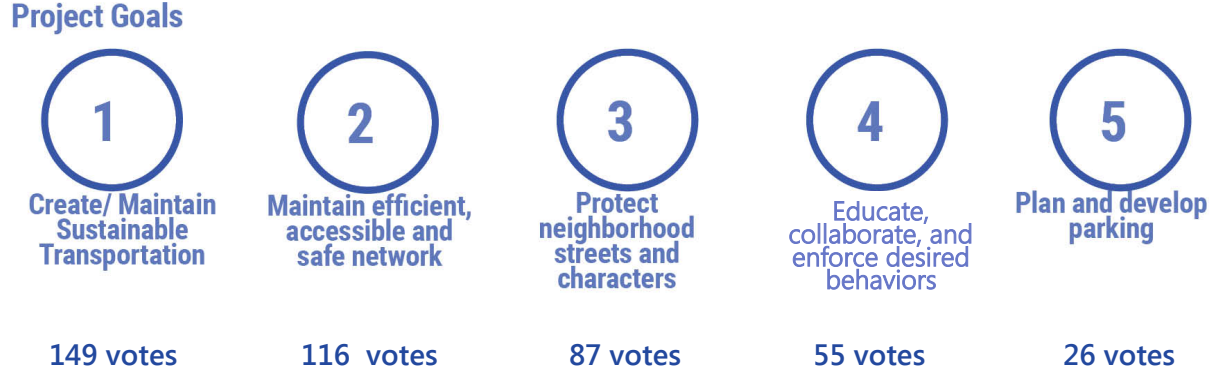 Project Goals
1
Create/ Maintain
Sustainable
Transportation
149 votes
2
Maintain efficient,
accessible and
safe network
116 votes
3
Protect
neighborhood
streets and
characters
87 votes
4
Educate,
collaborate, and
enforce desired
behaviors
55 votes
5
Plan and develop
parking
26 votes